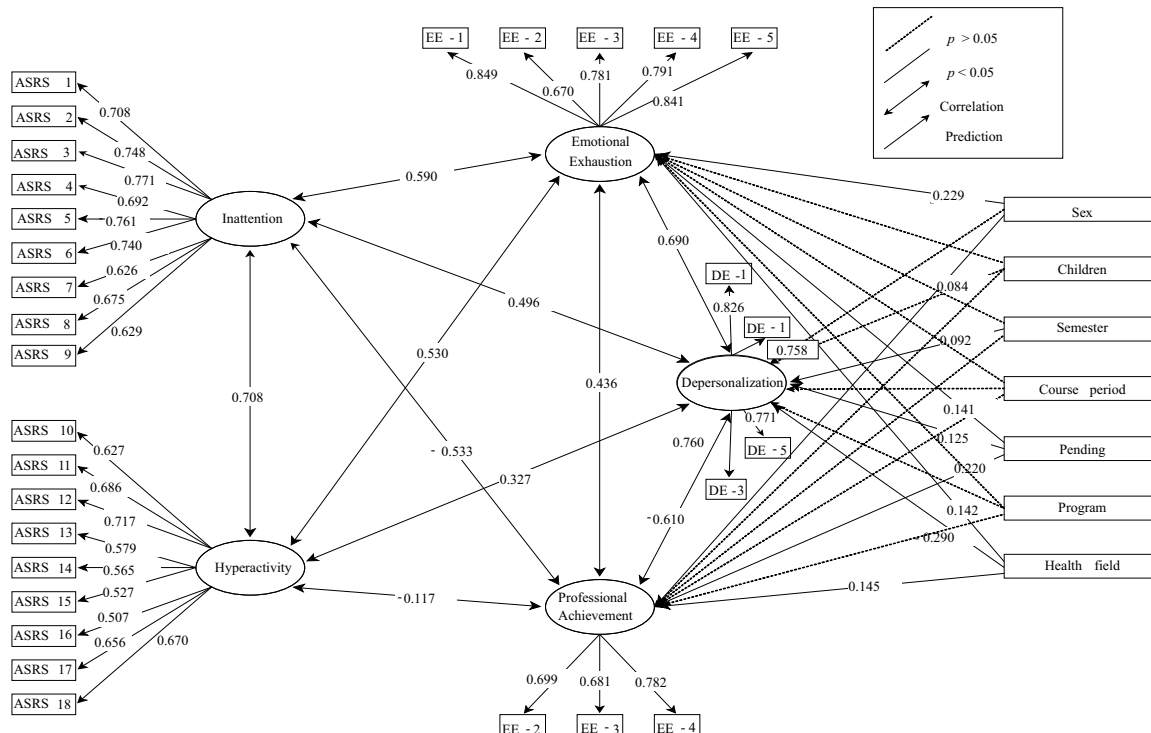 EE - 1
EE - 2
EE - 3
EE - 4
EE - 5
0.849
0.670
0.781
0.791
0.841
p > 0.05
p < 0.05
Correlation
Prediction
ASRS 1
ASRS 2
ASRS 3
ASRS 4
ASRS 5
ASRS 6
ASRS 7
ASRS 8
ASRS 9
0.708
0.748
0.771
0.692
0.761
0.740
0.626
0.675
0.629
Inattention
Emotional
Exhaustion
0.590
0.690
0.496
0.530
0.436
0.708
- 0.533
0.327
-0.610
-0.117
DE -1
0.826
DE - 1
0.758
Depersonalization
0.771
0.760
DE - 5
DE -3
0.229
0.084
0.092
0.141
0.125
0.220
0.142
- 0.290
0.145
Sex
Children
Semester
Course period
Pending
Program
Health field
ASRS 10
ASRS 11
ASRS 12
ASRS 13
ASRS 14
ASRS 15
ASRS 16
ASRS 17
ASRS 18
0.627
0.686
0.717
0.579
0.565
0.527
0.507
0.656
0.670
Hyperactivity
Professional
Achievement
0.699
0.681
0.782
EE - 2
EE - 3
EE - 4